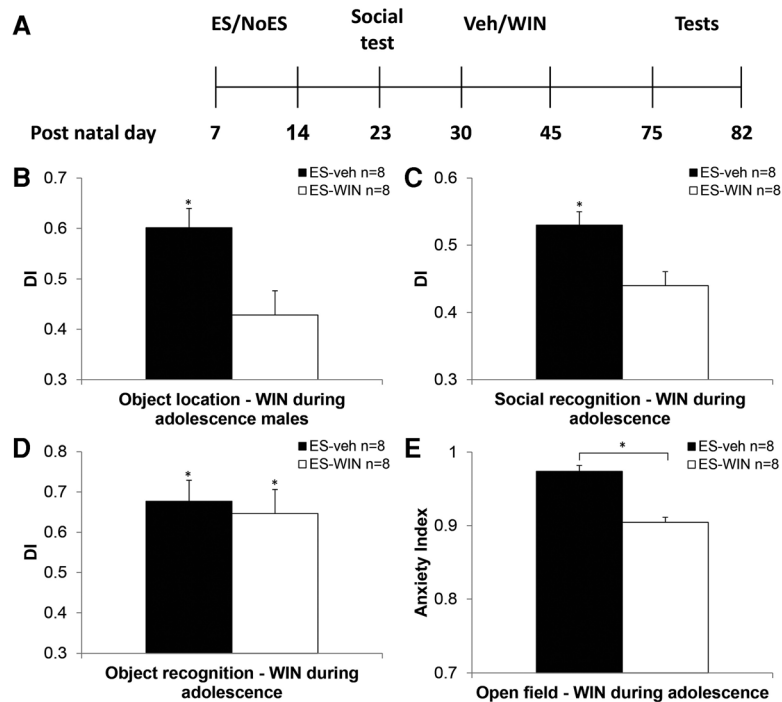 A
ES/NoES
Social
test
Veh/WIN
Tests
Post natal day 7 14 23 30 45 75 82
B
ES-veh n=8
ES-WIN n=8
0.7
0.6
0.5
0.4
0.3
DI
*
Object location - WIN during
adolescence males
C
ES-veh n=8
ES-WIN n=8
0.6
0.5
0.4
0.3
DI
*
Social recognition - WIN during
adolescence
D
ES-veh n=8
ES-WIN n=8
0.8
0.7
0.6
0.5
0.4
0.3
DI
*
*
Object recognition - WIN during
adolescence
E
ES-veh n=8
ES-WIN n=8
1
0.9
0.8
0.7
Anxiety Index
*
Open field - WIN during adolescence